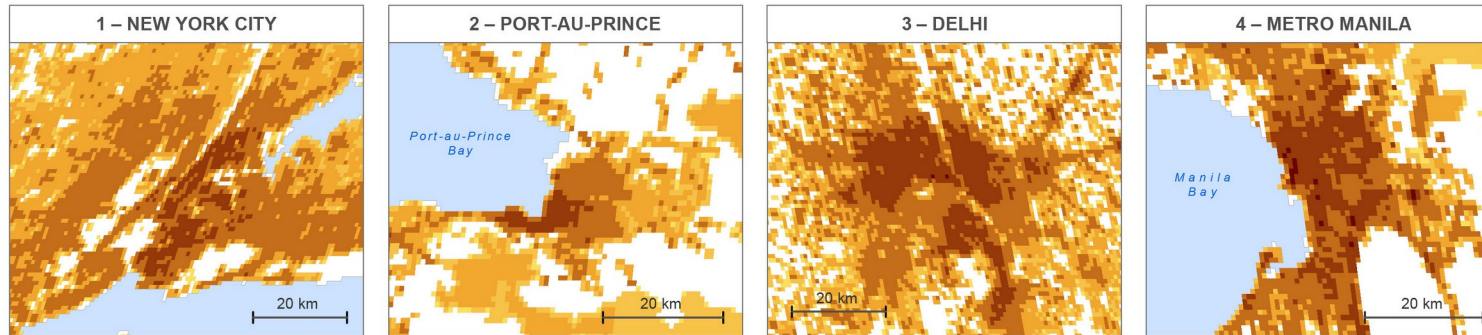 1 – NEW YORK CITY
2 – PORT-AU-PRINCE
3 – DELHI
4 – METRO MANILA
Port-au-Prince
Bay
Manila
Bay
20 km
20 km
20 km
20 km